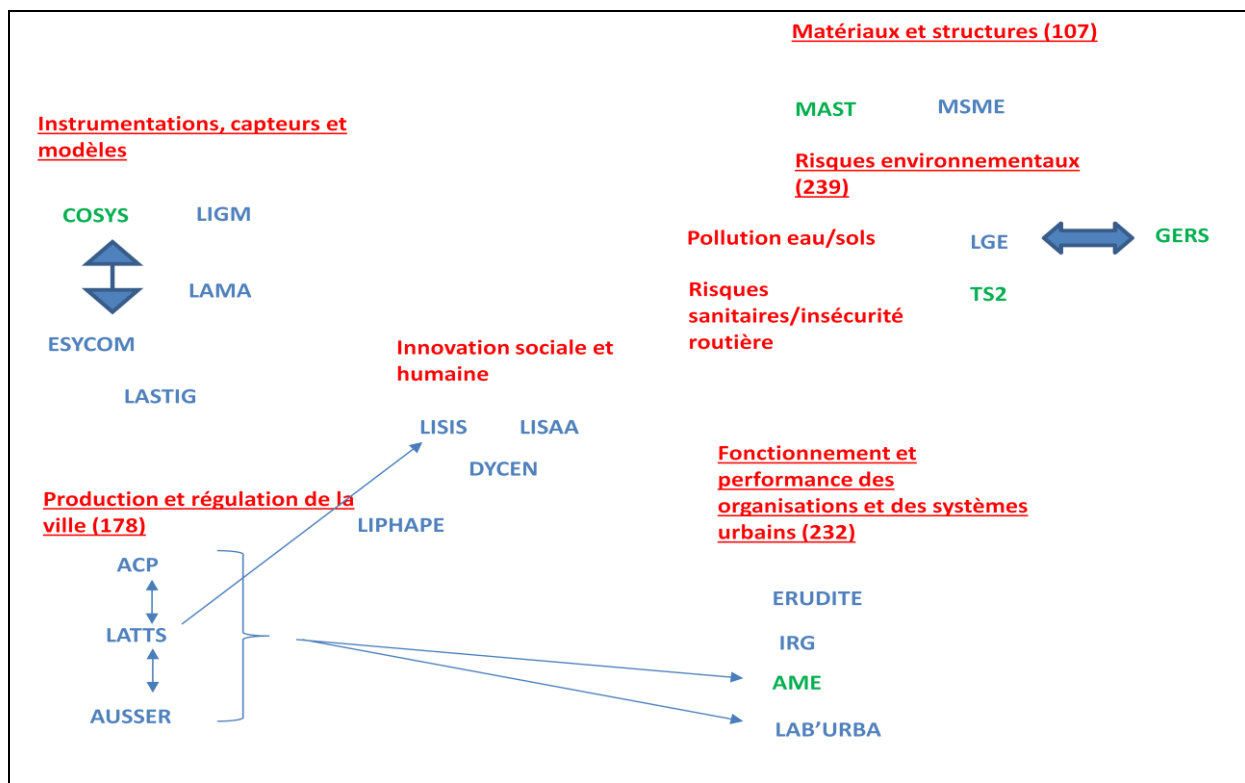 Matériaux et structures (107)
MAST MSME
Instrumentations, capteurs et
modèles
COSYS LIGM
LAMA
ESYCOM
LASTIG
Risques environnementaux
(239)
Pollution eau/sols LGE GERS
Risques
sanitaires/insécurité
routière
TS2
Innovation sociale et
humaine
LISIS LISAA
DYCEN
LIPHAPE
Production et régulation de la
ville (178)
ACP
LATTS
AUSSER
Fonctionnement et
performance des
organisations et des systèmes
urbains (232)
ERUDITE
IRG
AME
LAB’URBA